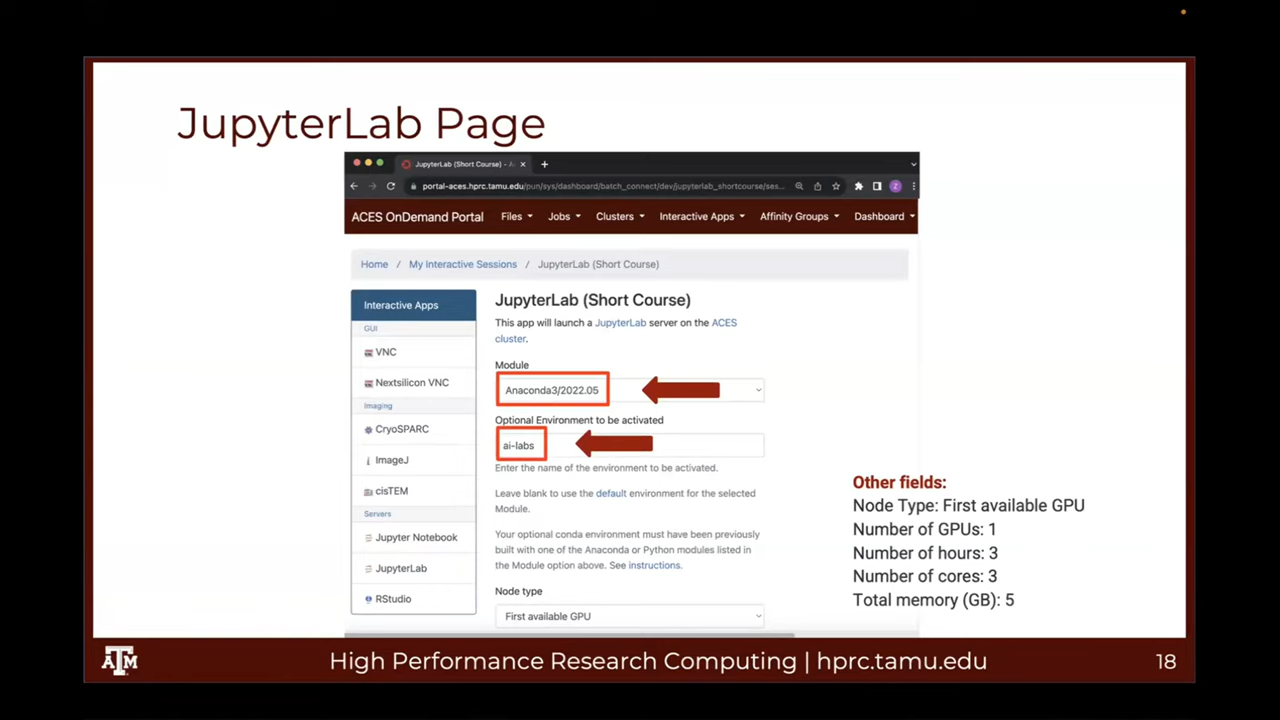 JupyterLab Page
JupyterLab (Short Course) - A
portal-aces.hprc.tamu.edu/pun/sys/dashboard/batch_connect/dev/jupyterlab_shortcourse/ses...
Z
ACES OnDemand Portal Files Jobs Clusters Interactive Apps Affinity Groups Dashboard
Home / My Interactive Sessions / JupyterLab (Short Course)
Interactive Apps
GUI
VNC
Nextsilicon VNC
Imaging
CryoSPARC
ImageJ
cisTEM
Servers
Jupyter Notebook
JupyterLab
RStudio
JupyterLab (Short Course)
This app will launch a JupyterLab server on the ACES
cluster.
Module
Anaconda3/2022.05
Optional Environment to be activated
ai-labs
Enter the name of the environment to be activated.
Leave blank to use the default environment for the selected
Module.
Your optional conda environment must have been previously
built with one of the Anaconda or Python modules listed in
the Module option above. See instructions.
Node type
First available GPU
Other fields:
Node Type: First available GPU
Number of GPUs: 1
Number of hours: 3
Number of cores: 3
Total memory (GB): 5
ATM
High Performance Research Computing | hprc.tamu.edu
18